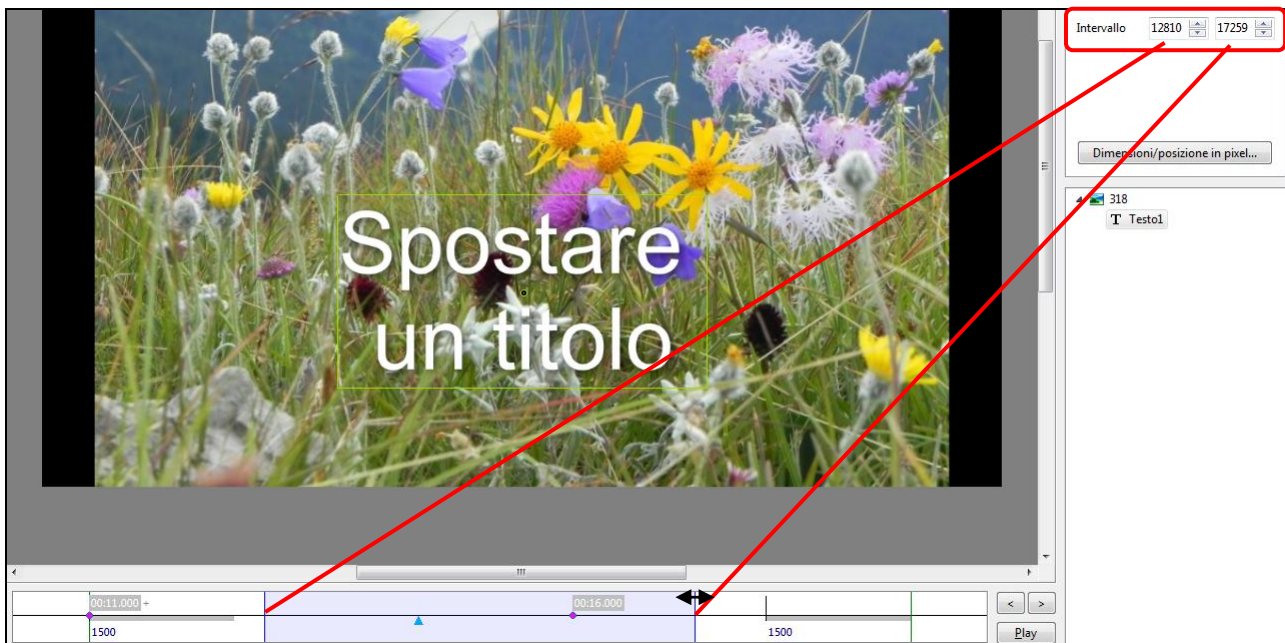 Intervallo 12810 17259
Dimensioni/posizione in pixel...
318
T Testo1
Spostare
un titolo
00:11.000 + 00:16.000
< >
1500 1500 Play